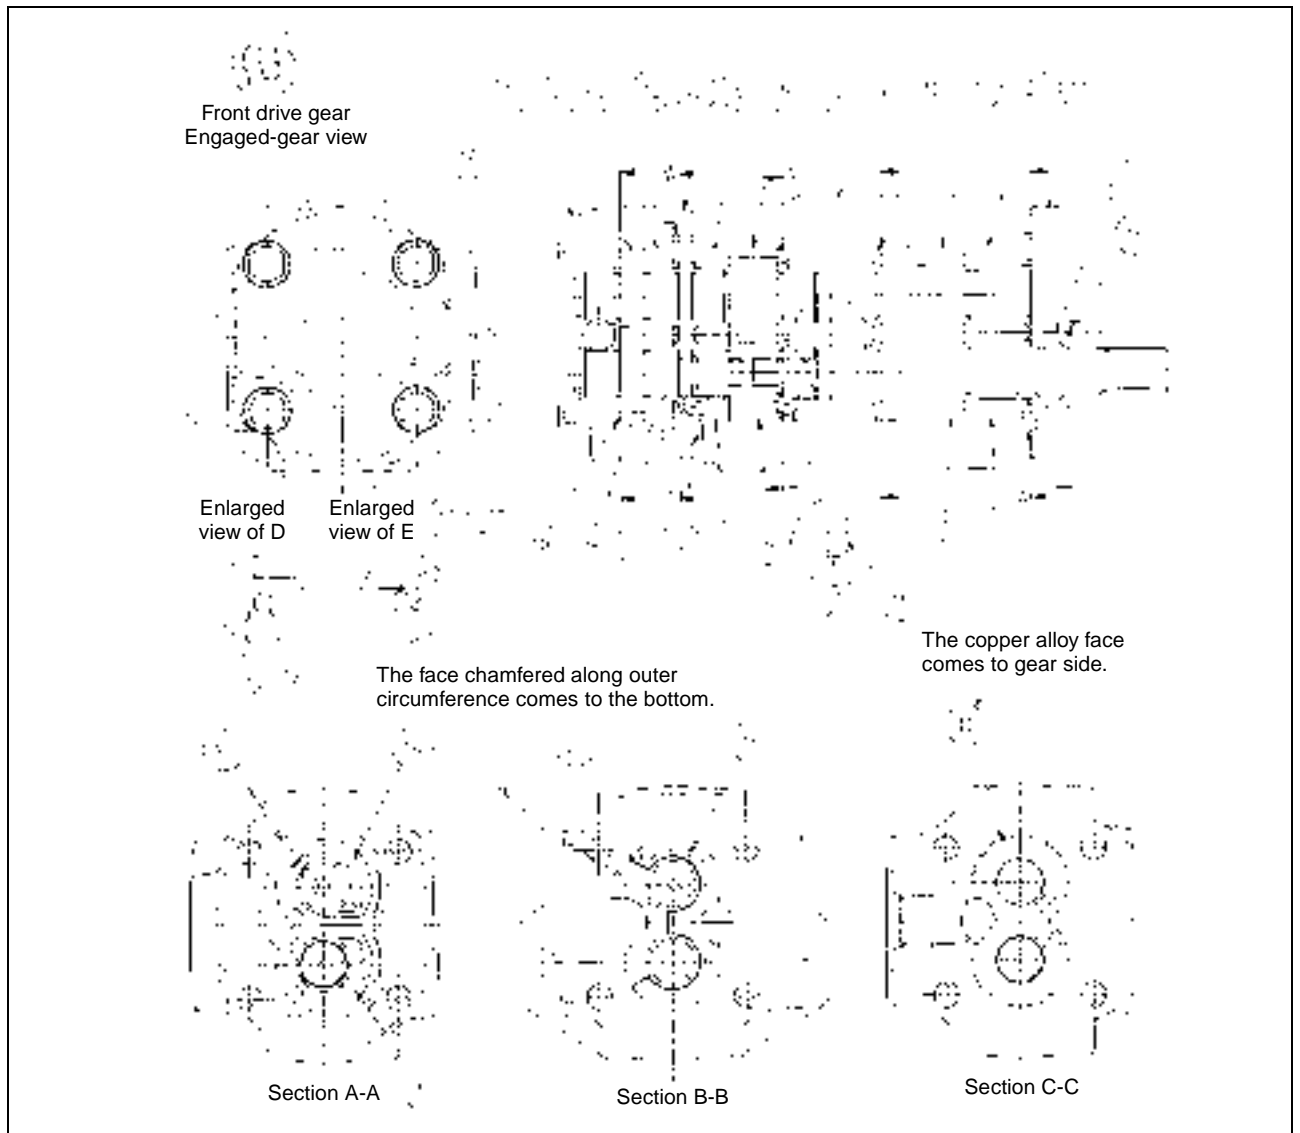 Front drive gear
Engaged-gear view
Enlarged
view of D
Enlarged
view of E
The copper alloy face
comes to gear side.
The face chamfered along outer
circumference comes to the bottom.
Section A-A
Section B-B
Section C-C